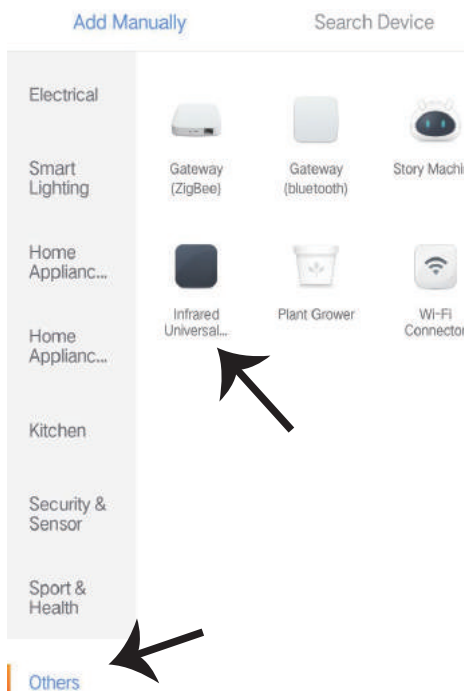 Add Manually
Search Device
Electrical
Smart
Lighting
Home
Applianc...
Home
Applianc...
Kitchen
Security &
Sensor
Sport &
Health
Others
Gateway
(ZigBee)
Gateway
(bluetooth)
Story Machi
Infrared
Universal...
Plant Grower
Wi-Fi
Connector